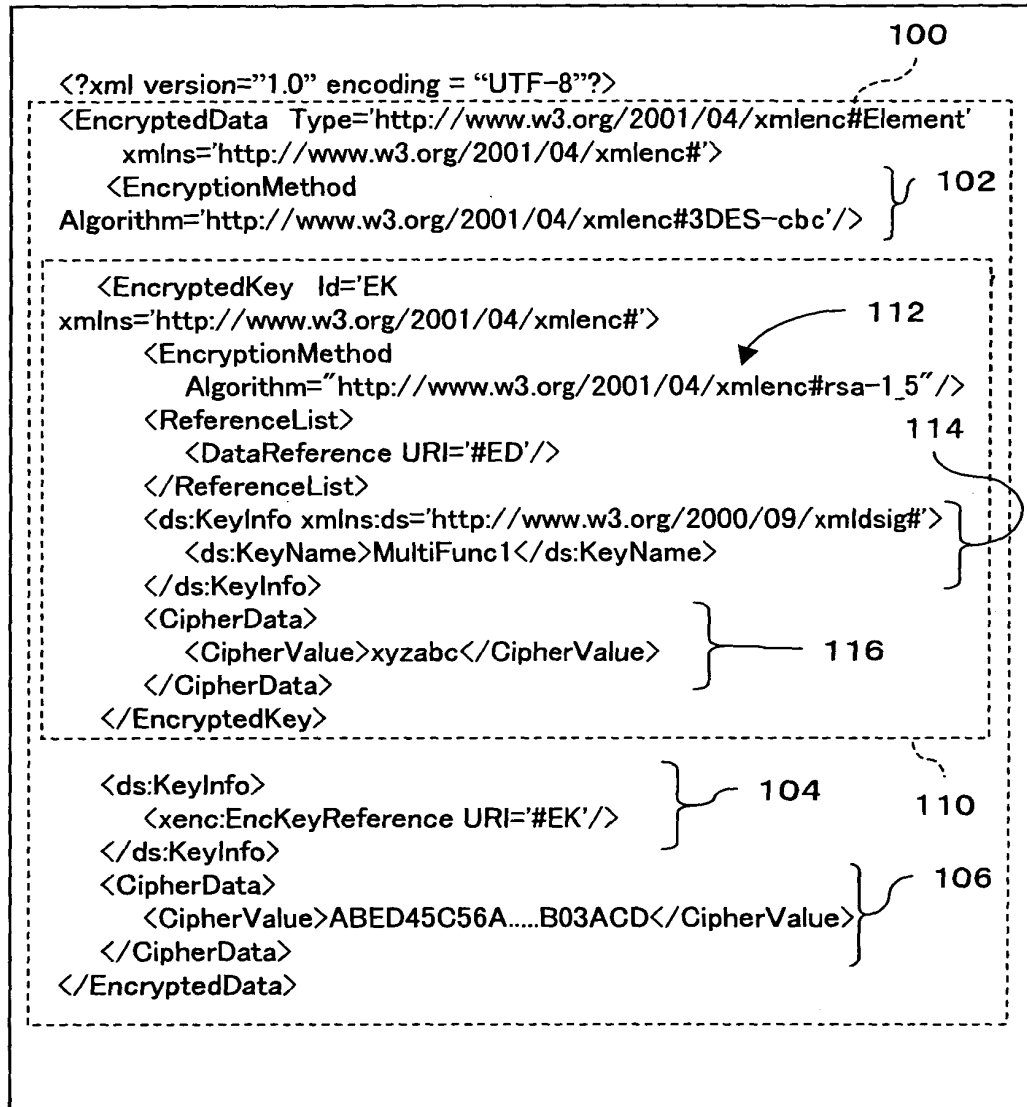 100
<?xml version=”1.0” encoding = “UTF-8”?>
<EncryptedData Type='http://www.w3.org/2001/04/xmlenc#Element'
xmlns='http://www.w3.org/2001/04/xmlenc#'>
<EncryptionMethod
102
Algorithm='http://www.w3.org/2001/04/xmlenc#3DES-cbc'/>
<EncryptedKey Id='EK
xmlns='http://www.w3.org/2001/04/xmlenc#'>
112
<EncryptionMethod
Algorithm=″http://www.w3.org/2001/04/xmlenc#rsa-1_5″/>
<ReferenceList>
114
<DataReference URI='#ED'/>
</ReferenceList>
<ds:KeyInfo xmlns:ds='http://www.w3.org/2000/09/xmldsig#'>
<ds:KeyName>MultiFunc1</ds:KeyName>
</ds:KeyInfo>
<CipherData>
<CipherValue>xyzabc</CipherValue>
116
</CipherData>
</EncryptedKey>
<ds:KeyInfo>
104
110
<xenc:EncKeyReference URI='#EK'/>
</ds:KeyInfo>
<CipherData>
106
<CipherValue>ABED45C56A.....B03ACD</CipherValue>
</CipherData>
</EncryptedData>